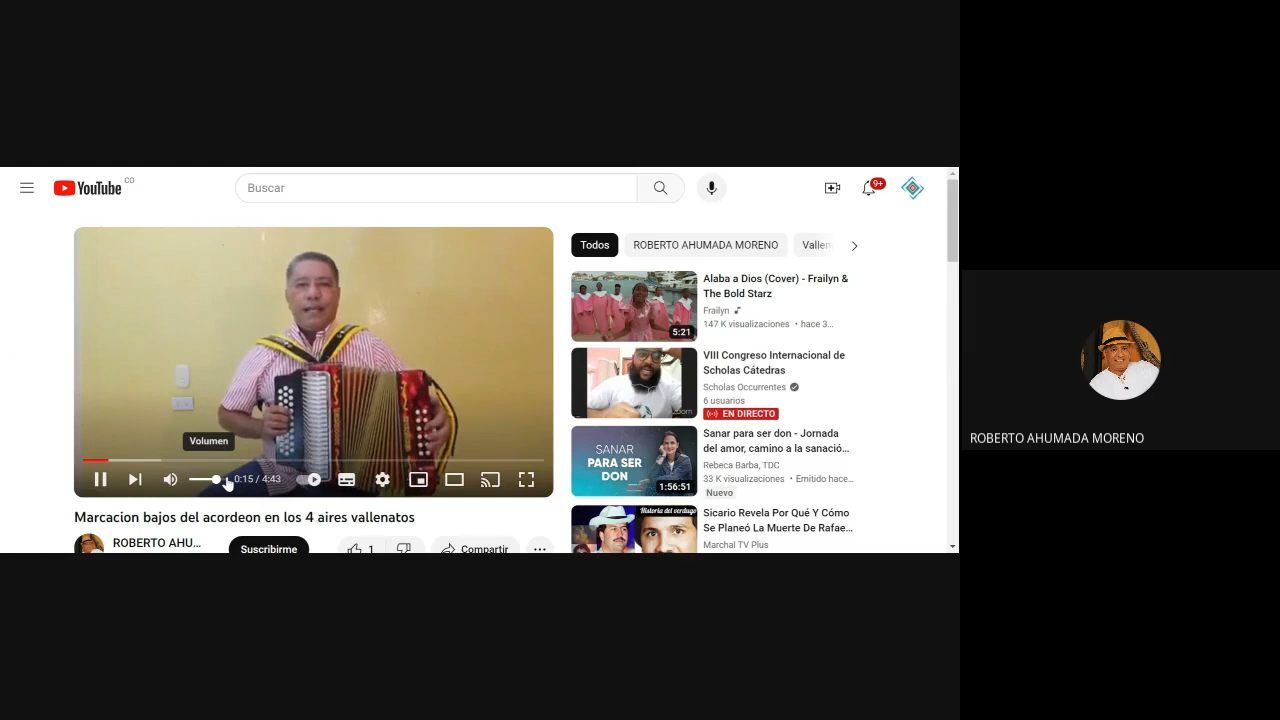 YouTube CO
Buscar
9+
Todos
ROBERTO AHUMADA MORENO
Vallen
Volumen
0:15 / 4:43
Marcacion bajos del acordeon en los 4 aires vallenatos
ROBERTO AHU...
Suscribirme
1
Compartir
Alaba a Dios (Cover) - Frailyn &
The Bold Starz
Frailyn
147 K visualizaciones • hace 3...
5:21
VIII Congreso Internacional de
Scholas Cátedras
Scholas Occurrentes
6 usuarios
EN DIRECTO
zoom
SANAR
PARA SER
DON
1:56:51
Sanar para ser don - Jornada
del amor, camino a la sanació...
Rebeca Barba, TDC
33 K visualizaciones • Emitido hace...
Nuevo
Historia del verdugo
Sicario Revela Por Qué Y Cómo
Se Planeó La Muerte De Rafae...
Marchal TV Plus
ROBERTO AHUMADA MORENO